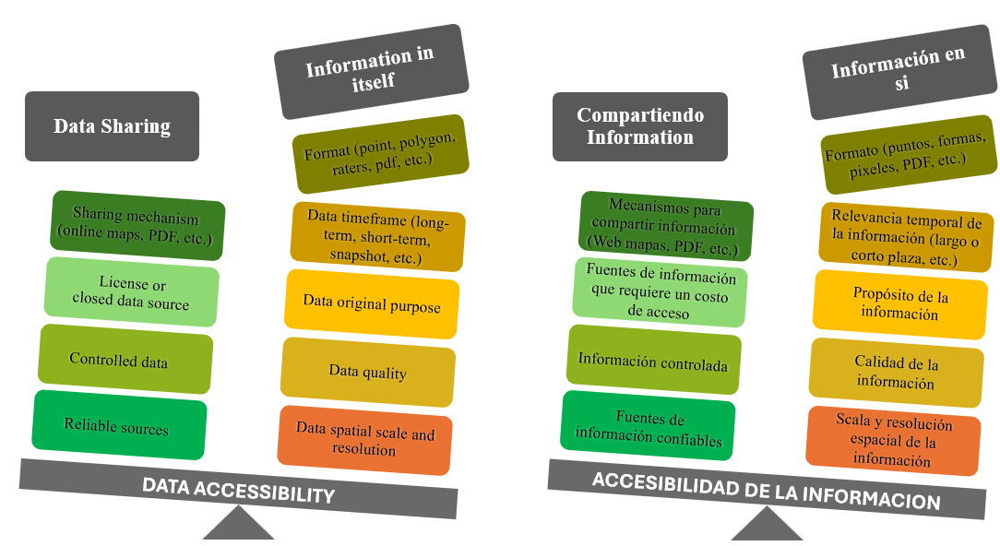 Data Sharing
Sharing mechanism
(online maps, PDF, etc.)
License or
closed data source
Controlled data
Reliable sources
Information in
itself
Format (point, polygon,
raters, pdf, etc.)
Data timeframe (long-
term, short-term,
snapshot, etc.)
Data original purpose
Data quality
Data spatial scale and
resolution
DATA ACCESSIBILITY
Compartiendo
Information
Mecanismos para
compartir información
(Web mapas, PDF, etc.)
Fuentes de información
que requiere un costo
de acceso
Información controlada
Fuentes de
información confiables
Información en
si
Formato (puntos, formas,
pixeles, PDF, etc.)
Relevancia temporal de
la información (largo o
corto plaza, etc.)
Propósito de la
información
Calidad de la
información
Scala y resolución
espacial de la
información
ACCESIBILIDAD DE LA INFORMACION